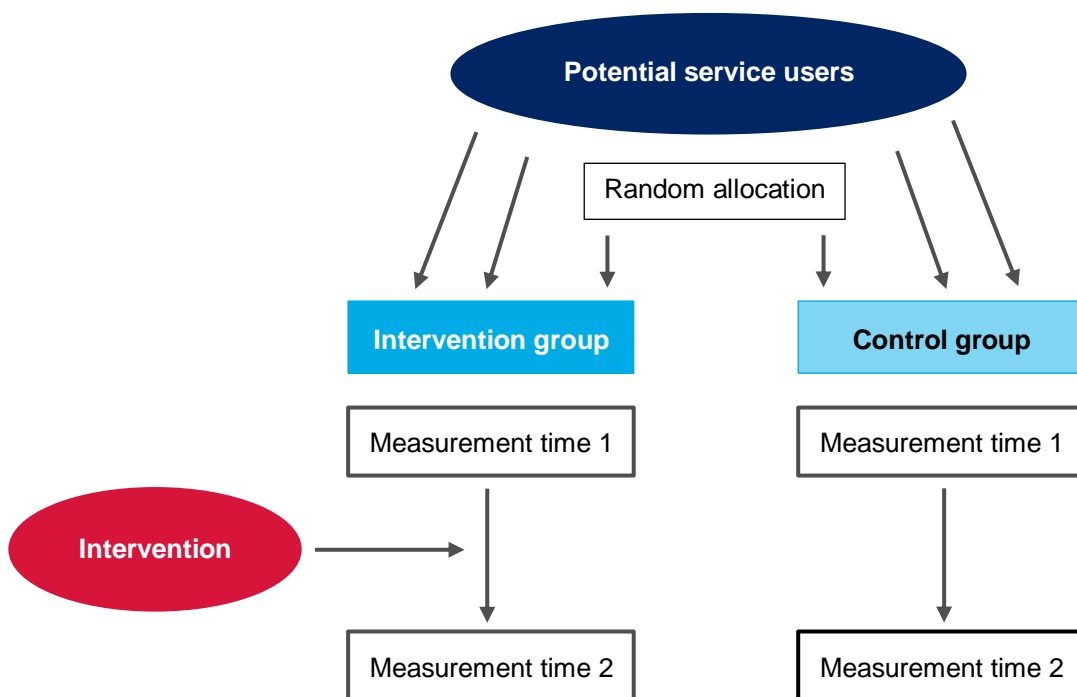 Potential service users
Random allocation
Intervention group
Control group
Measurement time 1
Measurement time 1
Intervention
Measurement time 2
Measurement time 2